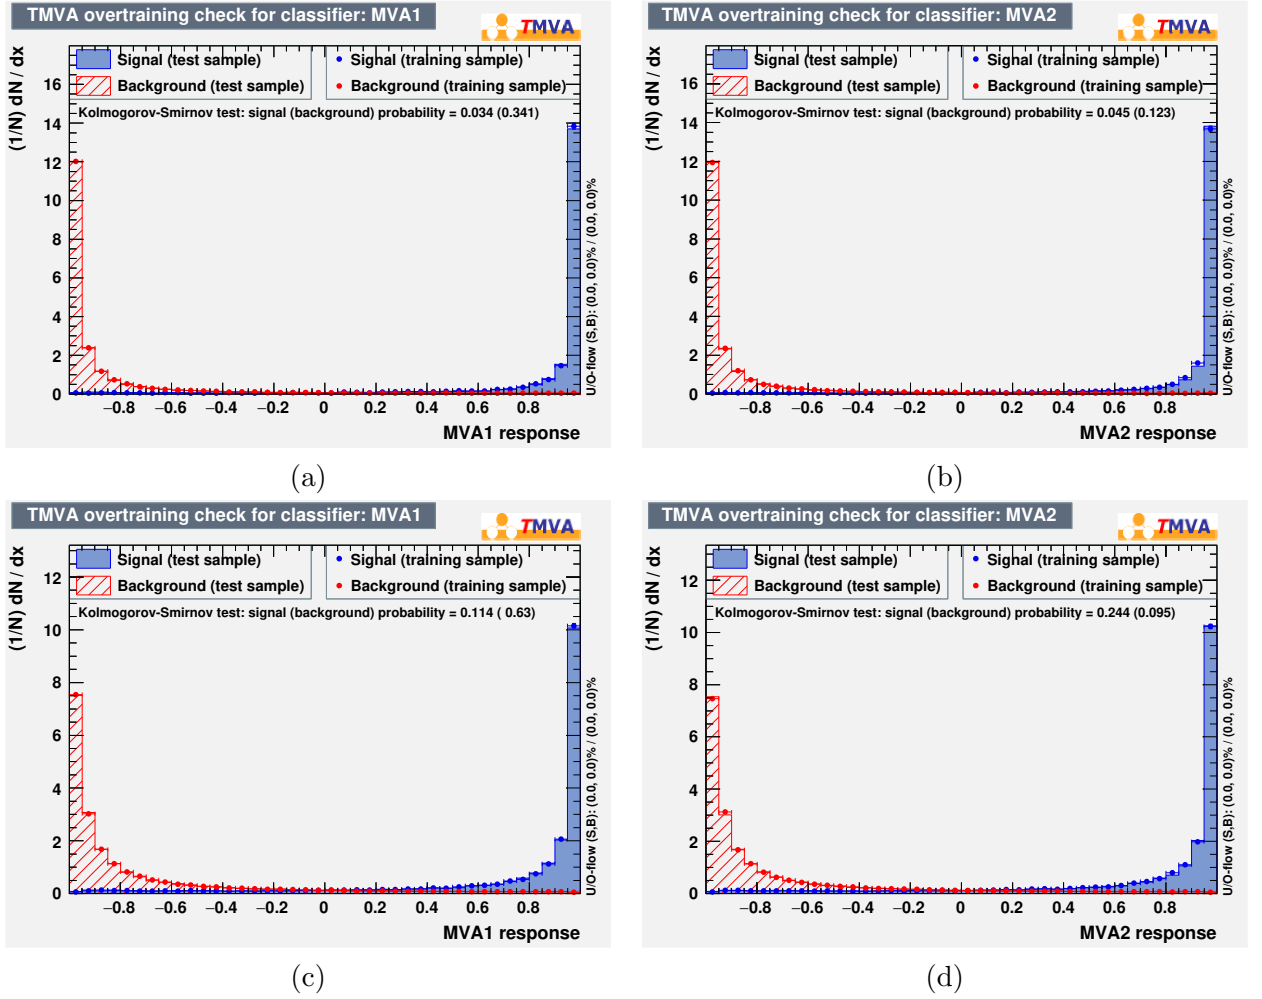 TMVA overtraining check for classifier: MVA1
TMVA
Signal (test sample)
Background (test sample)
Signal (training sample)
Background (training sample)
Kolmogorov-Smirnov test: signal (background) probability = 0.034 (0.341)
(1/N) dN / dx
16
14
12
10
8
6
4
2
0
−0.8 −0.6 −0.4 −0.2 0 0.2 0.4 0.6 0.8
MVA1 response
U/O-flow (S,B): (0.0, 0.0)% / (0.0, 0.0)%
(a)
TMVA overtraining check for classifier: MVA2
TMVA
Signal (test sample)
Background (test sample)
Signal (training sample)
Background (training sample)
Kolmogorov-Smirnov test: signal (background) probability = 0.045 (0.123)
(1/N) dN / dx
16
14
12
10
8
6
4
2
0
−0.8 −0.6 −0.4 −0.2 0 0.2 0.4 0.6 0.8
MVA2 response
U/O-flow (S,B): (0.0, 0.0)% / (0.0, 0.0)%
(b)
TMVA overtraining check for classifier: MVA1
TMVA
Signal (test sample)
Background (test sample)
Signal (training sample)
Background (training sample)
Kolmogorov-Smirnov test: signal (background) probability = 0.114 ( 0.63)
(1/N) dN / dx
12
10
8
6
4
2
0
−0.8 −0.6 −0.4 −0.2 0 0.2 0.4 0.6 0.8
MVA1 response
U/O-flow (S,B): (0.0, 0.0)% / (0.0, 0.0)%
(c)
TMVA overtraining check for classifier: MVA2
TMVA
Signal (test sample)
Background (test sample)
Signal (training sample)
Background (training sample)
Kolmogorov-Smirnov test: signal (background) probability = 0.244 (0.095)
(1/N) dN / dx
12
10
8
6
4
2
0
−0.8 −0.6 −0.4 −0.2 0 0.2 0.4 0.6 0.8
MVA2 response
U/O-flow (S,B): (0.0, 0.0)% / (0.0, 0.0)%
(d)